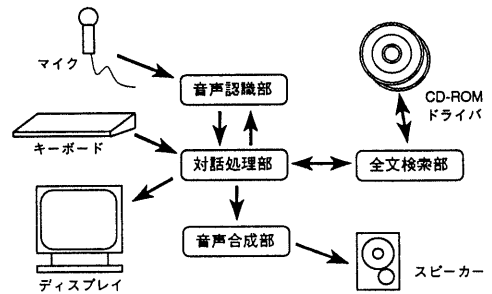 マイク
音声認識部
CD-ROM
ドライバ
キーボード
対話処理部
全文検索部
音声合成部
ディスプレイ
スピーカー